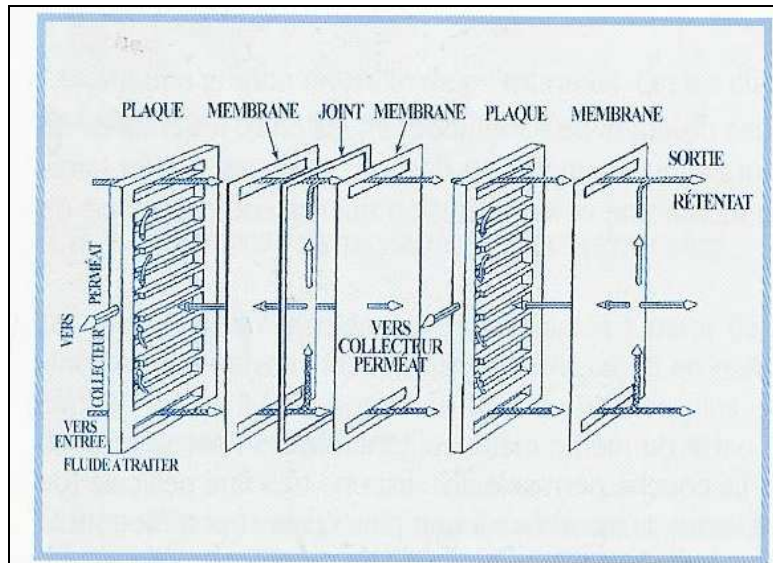 PLAQUE MEMBRANE JOINT MEMBRANE PLAQUE MEMBRANE
SORTIE
RÉTENTAT
VERS
COLLECTEUR PERMÉAT
VERS
COLLECTEUR
PERMÉAT
VERS
ENTRÉE
FLUIDE A TRAITER